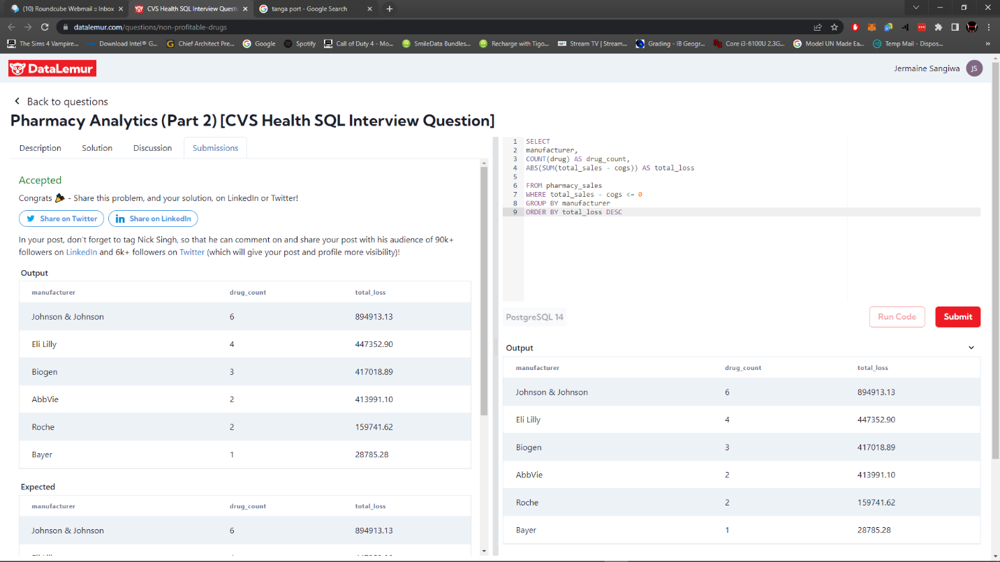 (10) Roundcube Webmail :: Inbox
CVS Health SQL Interview Questi
tanga port - Google Search
datalemur.com/questions/non-profitable-drugs
The Sims 4 Vampire...
Download Intel® G...
Chief Architect Pre...
Google
Spotify
Call of Duty 4 - Mo...
SmileData Bundles...
Recharge with Tigo...
Stream TV | Stream...
Grading - IB Geogr...
Core i3-6100U 2.3G...
Model UN Made Ea...
Temp Mail - Dispos...
DataLemur
Jermaine Sangiwa
JS
Back to questions
Pharmacy Analytics (Part 2) [CVS Health SQL Interview Question]
Description Solution Discussion Submissions
Accepted
Congrats 🎉 - Share this problem, and your solution, on LinkedIn or Twitter!
Share on Twitter Share on LinkedIn
In your post, don't forget to tag Nick Singh, so that he can comment on and share your post with his audience of 90k+
followers on LinkedIn and 6k+ followers on Twitter (which will give your post and profile more visibility)!
Output
manufacturer drug_count total_loss
Johnson & Johnson 6 894913.13
Eli Lilly 4 447352.90
Biogen 3 417018.89
AbbVie 2 413991.10
Roche 2 159741.62
Bayer 1 28785.28
Expected
manufacturer drug_count total_loss
Johnson & Johnson 6 894913.13
1 SELECT
2 manufacturer,
3 COUNT(drug) AS drug_count,
4 ABS(SUM(total_sales - cogs)) AS total_loss
5
6 FROM pharmacy_sales
7 WHERE total_sales - cogs <= 0
8 GROUP BY manufacturer
9 ORDER BY total_loss DESC
PostgreSQL 14
Run Code
Submit
Output
manufacturer drug_count total_loss
Johnson & Johnson 6 894913.13
Eli Lilly 4 447352.90
Biogen 3 417018.89
AbbVie 2 413991.10
Roche 2 159741.62
Bayer 1 28785.28